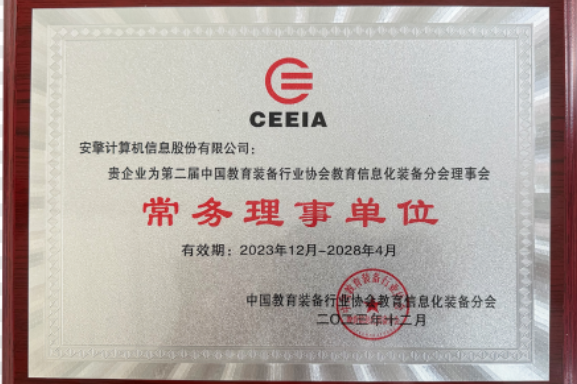 CEEIA
安擎计算机信息股份有限公司：
贵企业为第二届中国教育装备行业协会教育信息化装备分会理事会
常务理事单位
有效期：2023年12月-2028年4月
中国教育装备行业协会教育信息化装备分会
二〇二三年十二月